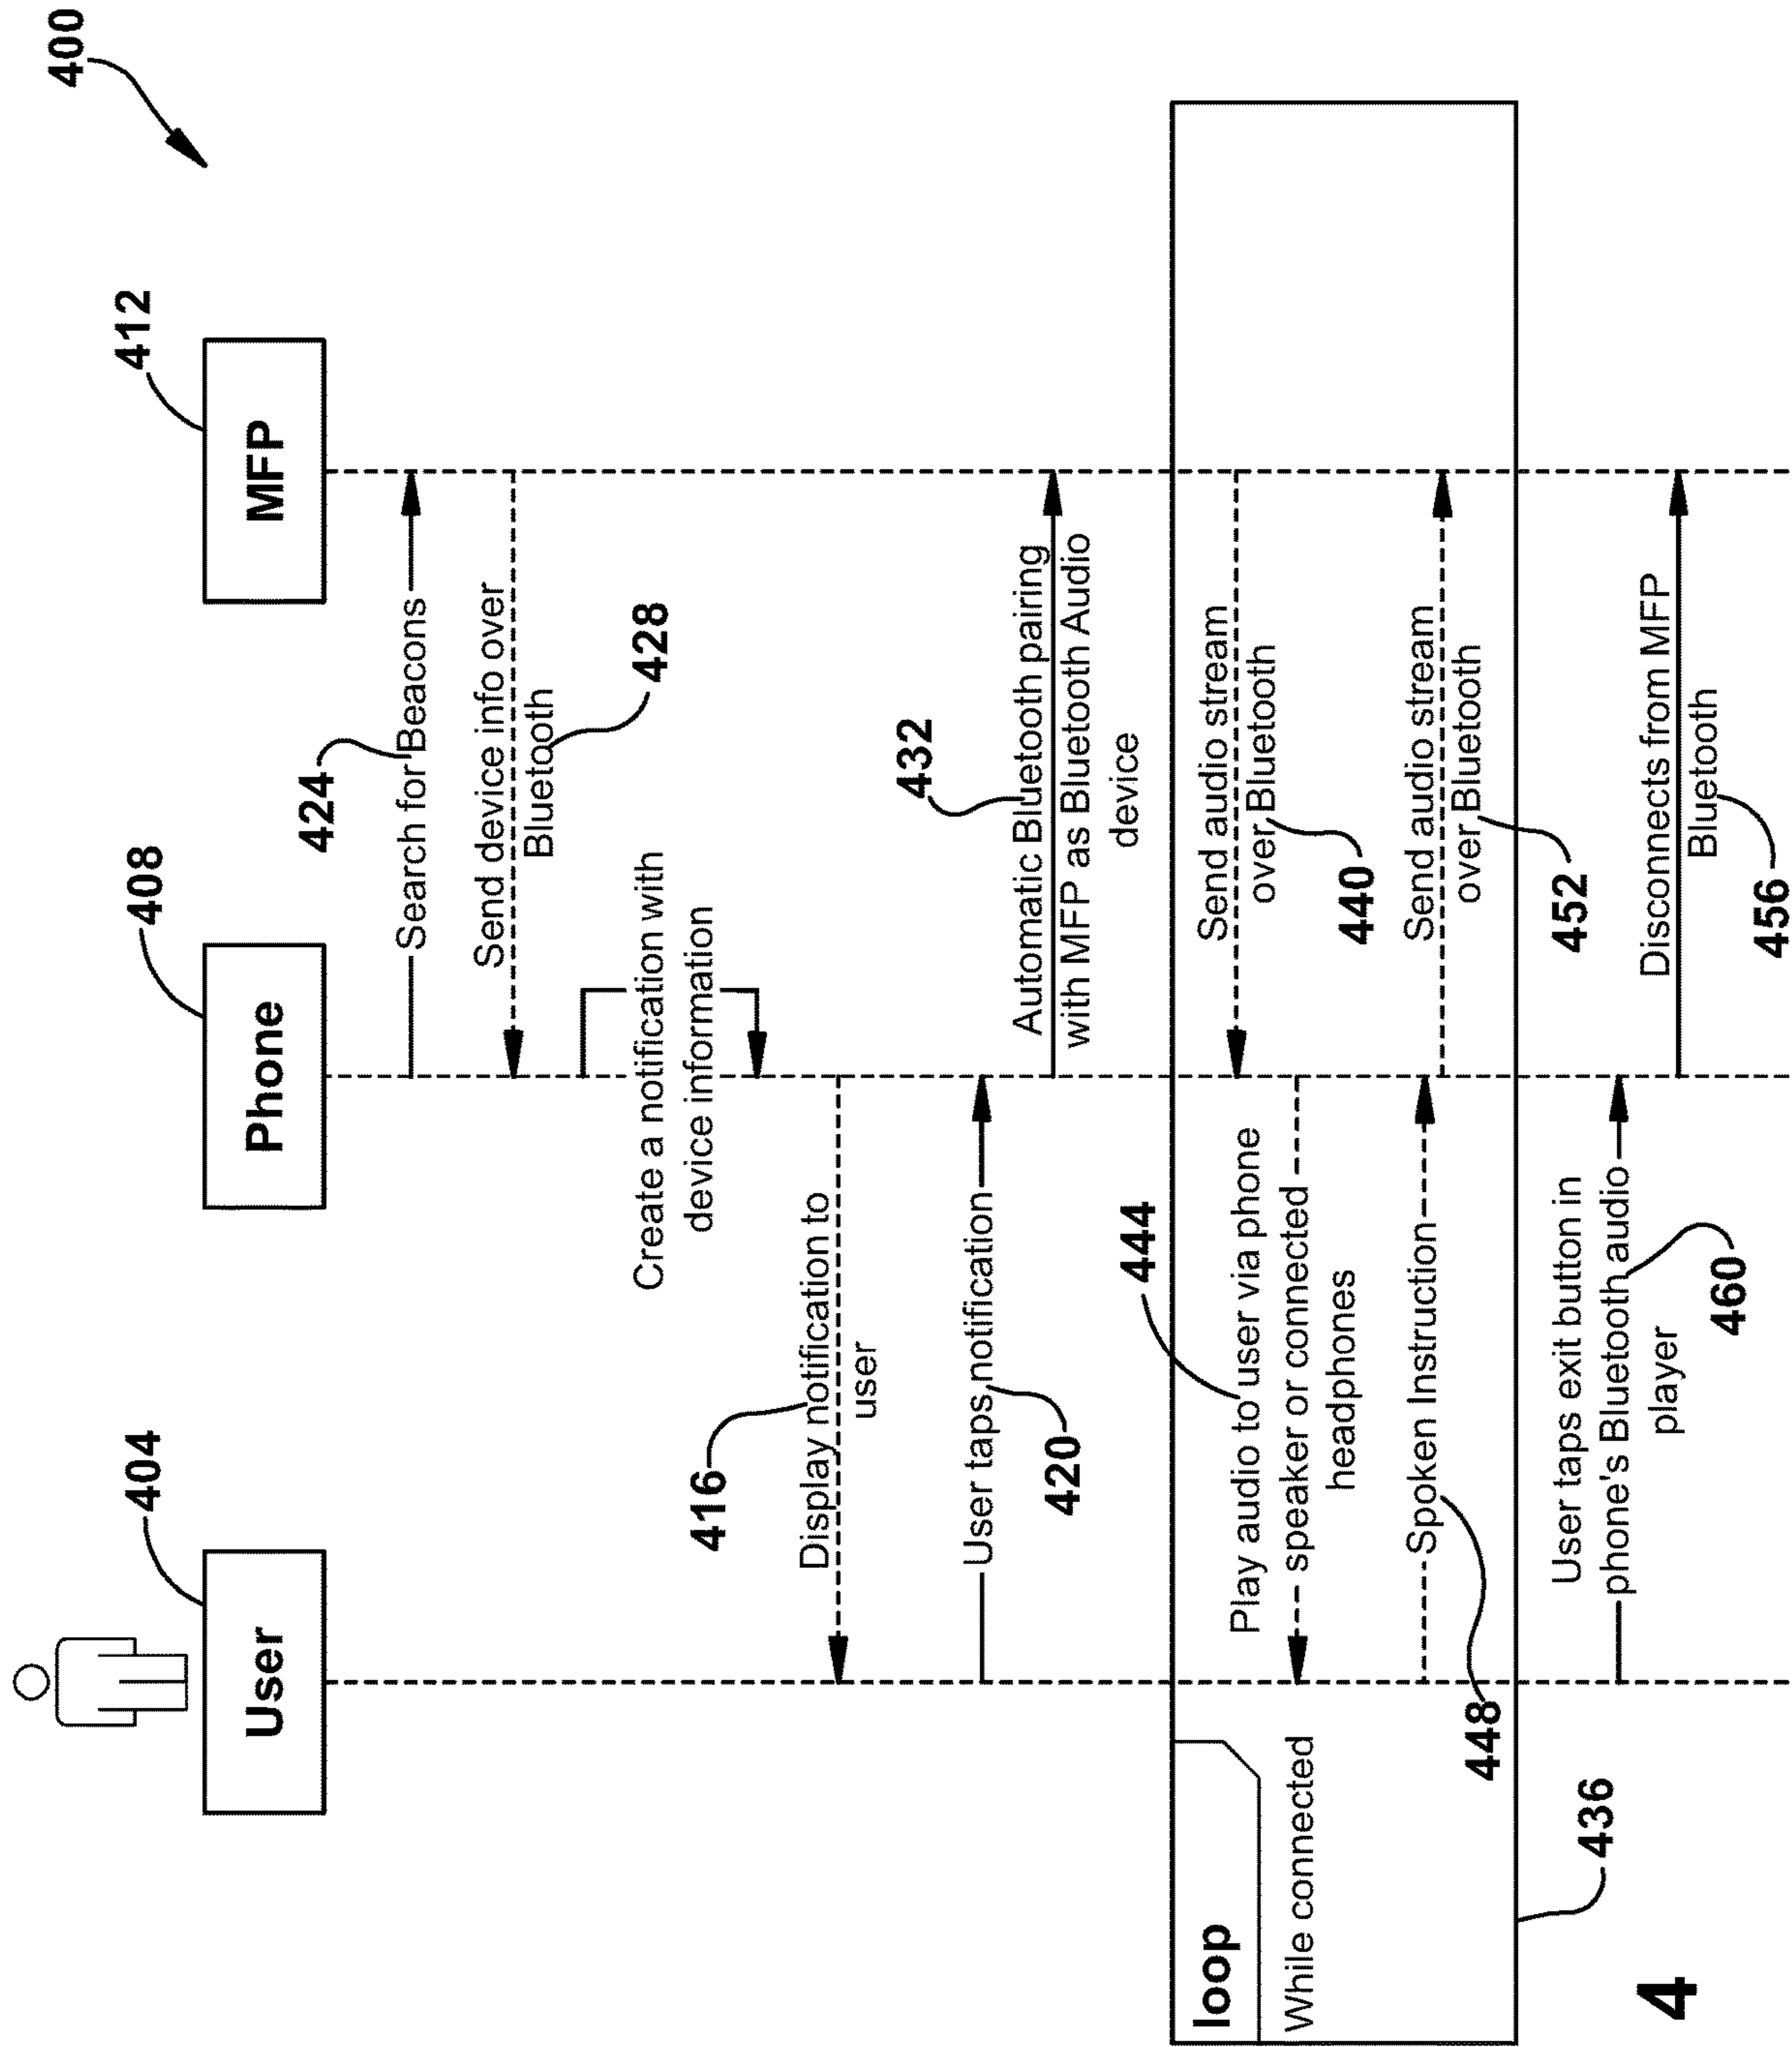 400
User
404
Phone
408
MFP
412
424
Search for Beacons
Send device info over
Bluetooth
428
Create a notification with
device information
416
Display notification to
user
User taps notification
420
432
Automatic Bluetooth pairing
with MFP as Bluetooth Audio
device
loop
While connected
Send audio stream
over Bluetooth
440
444
Play audio to user via phone
speaker or connected
headphones
Spoken Instruction
448
Send audio stream
over Bluetooth
452
436
User taps exit button in
phone's Bluetooth audio
player
460
Disconnects from MFP
Bluetooth
456
4